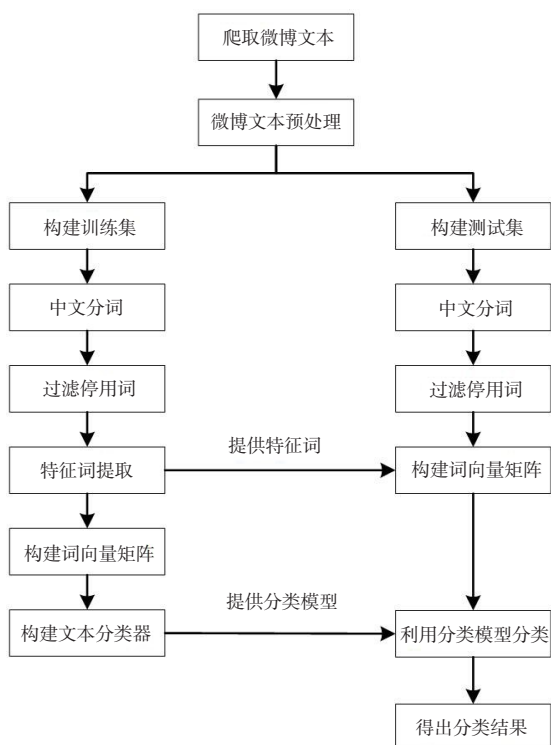 爬取微博文本
微博文本预处理
构建训练集
构建测试集
中文分词
中文分词
过滤停用词
过滤停用词
提供特征词
特征词提取
构建词向量矩阵
构建词向量矩阵
提供分类模型
构建文本分类器
利用分类模型分类
得出分类结果